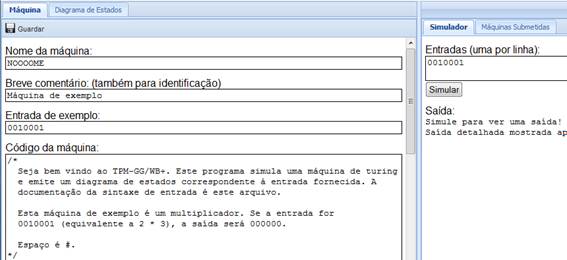 Máquina
Diagrama de Estados
Guardar
Nome da máquina:
NOOOOME
Breve comentário: (também para identificação)
Máquina de exemplo
Entrada de exemplo:
0010001
Código da máquina:
/*
Seja bem vindo ao TPM-GG/WB+. Este programa simula uma máquina de turing
e emite um diagrama de estados correspondente à entrada fornecida. A
documentação da sintaxe de entrada é este arquivo.
Esta máquina de exemplo é um multiplicador. Se a entrada for
0010001 (equivalente a 2 * 3), a saída será 000000.
Espaço é #.
*/
Simulador
Máquinas Submetidas
Entradas (uma por linha):
0010001
Simular
Saída:
Simule para ver uma saída!
Saída detalhada mostrada ap